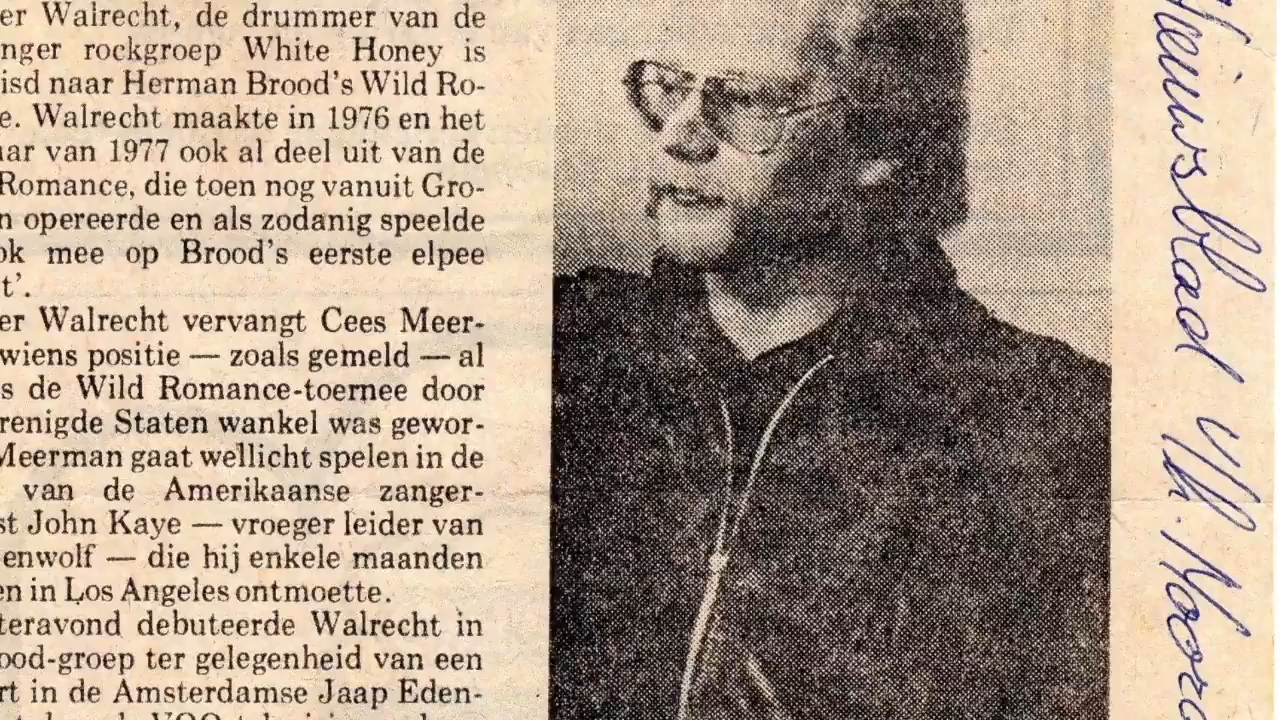 er Walrecht, de drummer van de
nger rockgroep White Honey is
isd naar Herman Brood's Wild Ro-
e. Walrecht maakte in 1976 en het
aar van 1977 ook al deel uit van de
Romance, die toen nog vanuit Gro-
n opereerde en als zodanig speelde
ok mee op Brood's eerste elpee
t'.
er Walrecht vervangt Cees Meer-
wiens positie — zoals gemeld — al
s de Wild Romance-toernee door
renigde Staten wankel was gewor-
Meerman gaat wellicht spelen in de
van de Amerikaanse zanger-
st John Kaye — vroeger leider van
enwolf — die hij enkele maanden
en in Los Angeles ontmoette.
teravond debuteerde Walrecht in
ood-groep ter gelegenheid van een
rt in de Amsterdamse Jaap Eden-
Nieuwsblad v/h. Noord